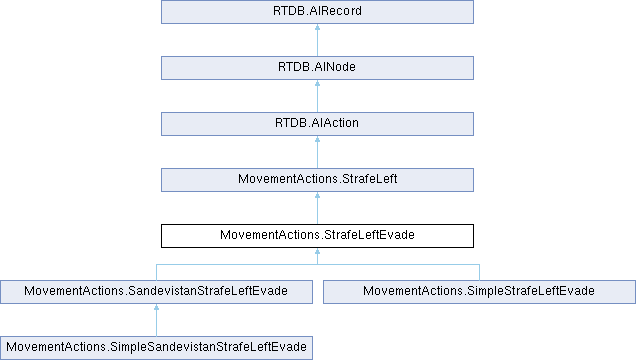 RTDB.AIRecord
RTDB.AINode
RTDB.AIAction
MovementActions.StrafeLeft
MovementActions.StrafeLeftEvade
MovementActions.SandevistanStrafeLeftEvade
MovementActions.SimpleStrafeLeftEvade
MovementActions.SimpleSandevistanStrafeLeftEvade